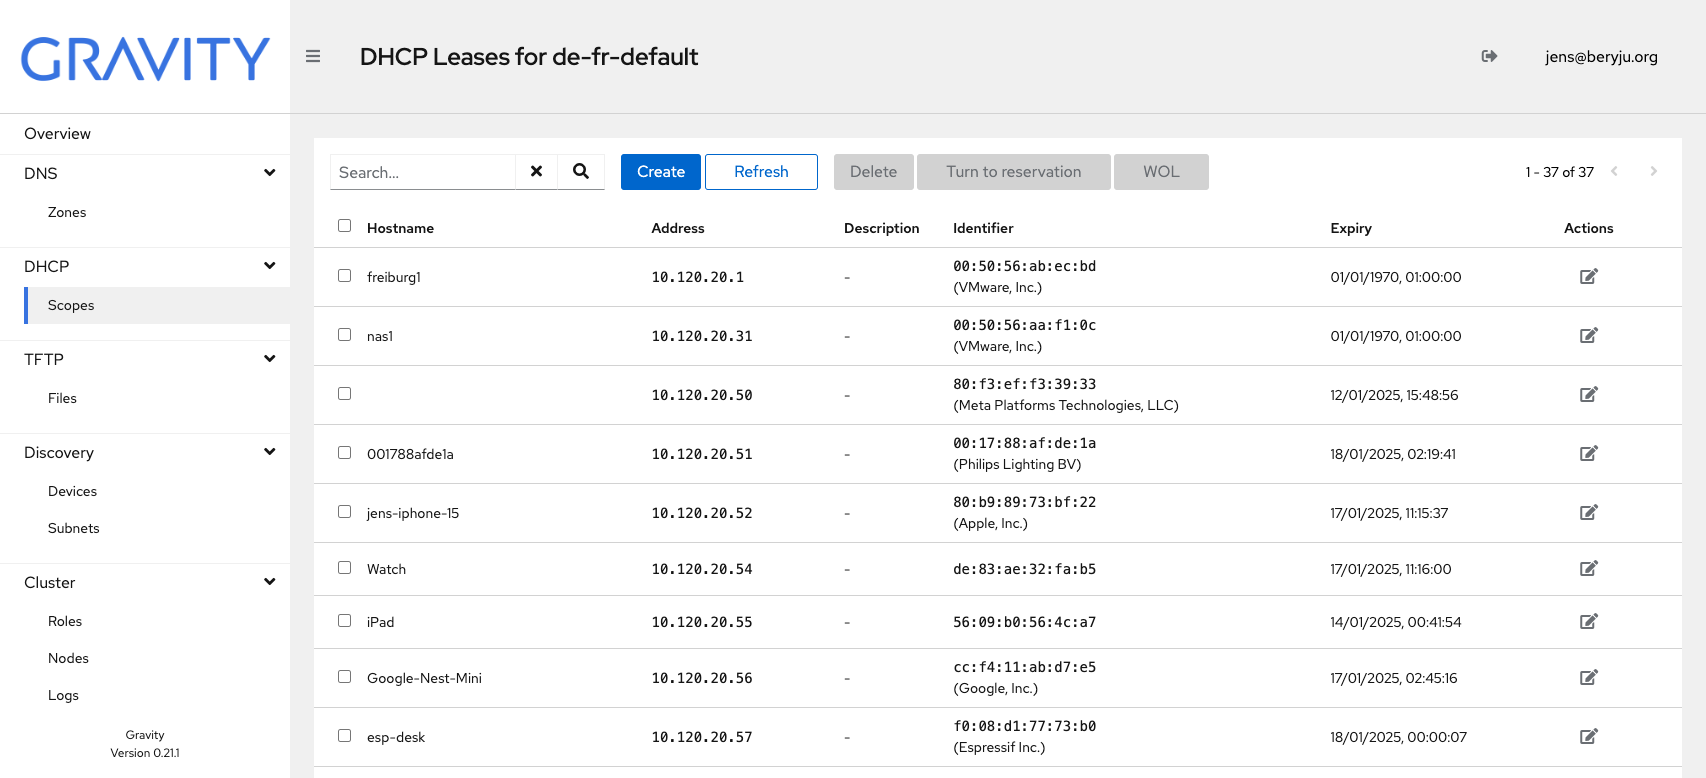 GRAVITY
DHCP Leases for de-fr-default
jens@beryju.org
Overview
DNS
Zones
DHCP
Scopes
TFTP
Files
Discovery
Devices
Subnets
Cluster
Roles
Nodes
Logs
Gravity
Version 0.21.1
Search...
Create
Refresh
Delete
Turn to reservation
WOL
1 - 37 of 37
Hostname Address Description Identifier Expiry Actions
freiburg1 10.120.20.1 - 00:50:56:ab:ec:bd 01/01/1970, 01:00:00
(VMware, Inc.)
nas1 10.120.20.31 - 00:50:56:aa:f1:0c 01/01/1970, 01:00:00
(VMware, Inc.)
10.120.20.50 - 80:f3:ef:f3:39:33 12/01/2025, 15:48:56
(Meta Platforms Technologies, LLC)
001788afde1a 10.120.20.51 - 00:17:88:af:de:1a 18/01/2025, 02:19:41
(Philips Lighting BV)
jens-iphone-15 10.120.20.52 - 80:b9:89:73:bf:22 17/01/2025, 11:15:37
(Apple, Inc.)
Watch 10.120.20.54 - de:83:ae:32:fa:b5 17/01/2025, 11:16:00
iPad 10.120.20.55 - 56:09:b0:56:4c:a7 14/01/2025, 00:41:54
Google-Nest-Mini 10.120.20.56 - cc:f4:11:ab:d7:e5 17/01/2025, 02:45:16
(Google, Inc.)
esp-desk 10.120.20.57 - f0:08:d1:77:73:b0 18/01/2025, 00:00:07
(Espressif Inc.)